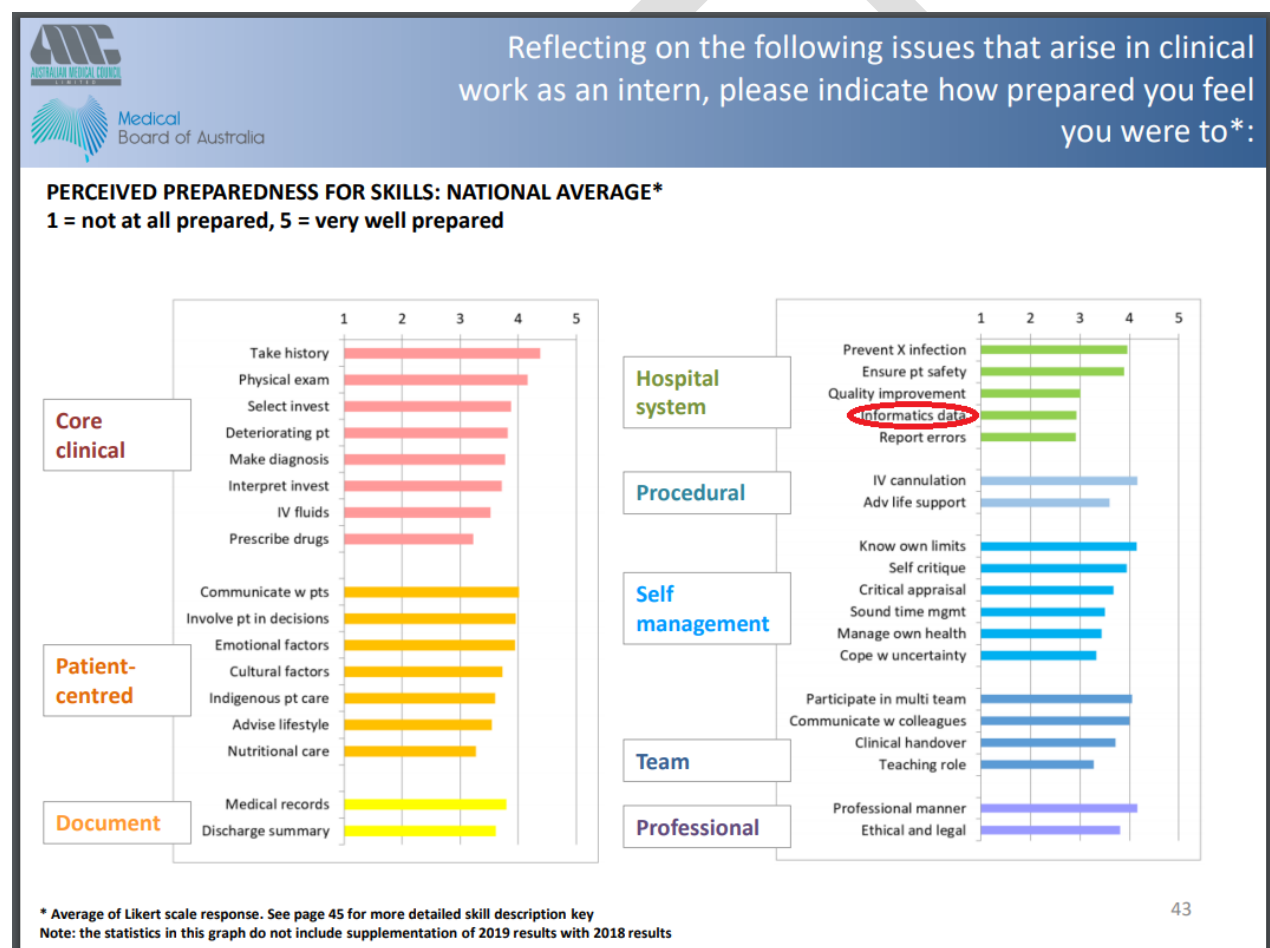 AMC
AUSTRALIAN MEDICAL COUNCIL
LIMITED
Medical
Board of Australia
Reflecting on the following issues that arise in clinical
work as an intern, please indicate how prepared you feel
you were to*:
PERCEIVED PREPAREDNESS FOR SKILLS: NATIONAL AVERAGE*
1 = not at all prepared, 5 = very well prepared
1 2 3 4 5
Core
clinical
Take history
Physical exam
Select invest
Deteriorating pt
Make diagnosis
Interpret invest
IV fluids
Prescribe drugs
Patient-
centred
Communicate w pts
Involve pt in decisions
Emotional factors
Cultural factors
Indigenous pt care
Advise lifestyle
Nutritional care
Document
Medical records
Discharge summary
1 2 3 4 5
Hospital
system
Prevent X infection
Ensure pt safety
Quality improvement
Informatics data
Report errors
Procedural
IV cannulation
Adv life support
Self
management
Know own limits
Self critique
Critical appraisal
Sound time mgmt
Manage own health
Cope w uncertainty
Team
Participate in multi team
Communicate w colleagues
Clinical handover
Teaching role
Professional
Professional manner
Ethical and legal
* Average of Likert scale response. See page 45 for more detailed skill description key
Note: the statistics in this graph do not include supplementation of 2019 results with 2018 results
43